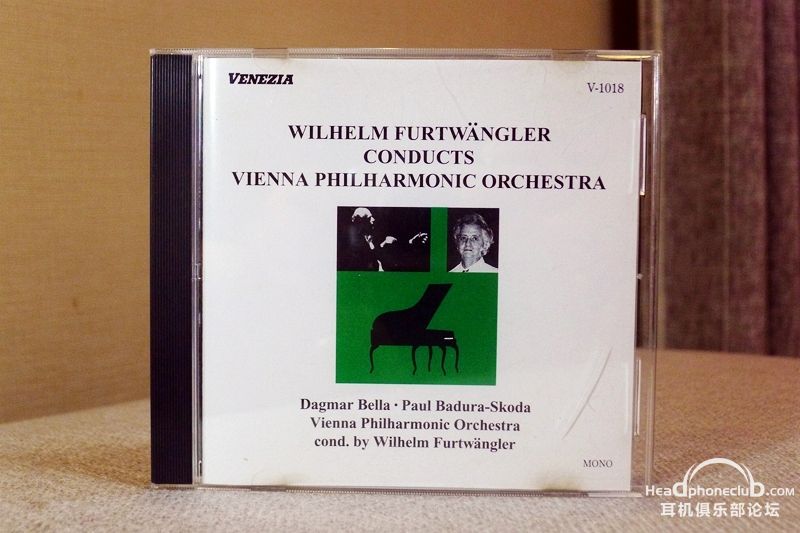 VENEZIA
V-1018
WILHELM FURTWÄNGLER
CONDUCTS
VIENNA PHILHARMONIC ORCHESTRA
Dagmar Bella · Paul Badura-Skoda
Vienna Philharmonic Orchestra
cond. by Wilhelm Furtwängler
MONO
HeadphoneclubD.com
耳机俱乐部论坛